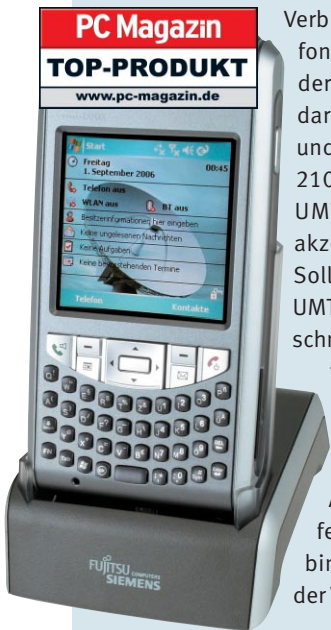 PC Magazin
TOP-PRODUKT
www.pc-magazin.de
Start
Freitag
00:45
1. September 2006
Telefon aus
WLAN aus
BT aus
Besitzerinformationen hier eingeben
Keine ungelesenen Nachrichten
Keine Aufgaben
Keine bevorstehenden Termine
Telefon
Kontakte
FUJITSU COMPUTERS
SIEMENS
Verb
fon
der
dar
und
210
UM
akz
Soll
UMT
schn
A
fe
bin
der